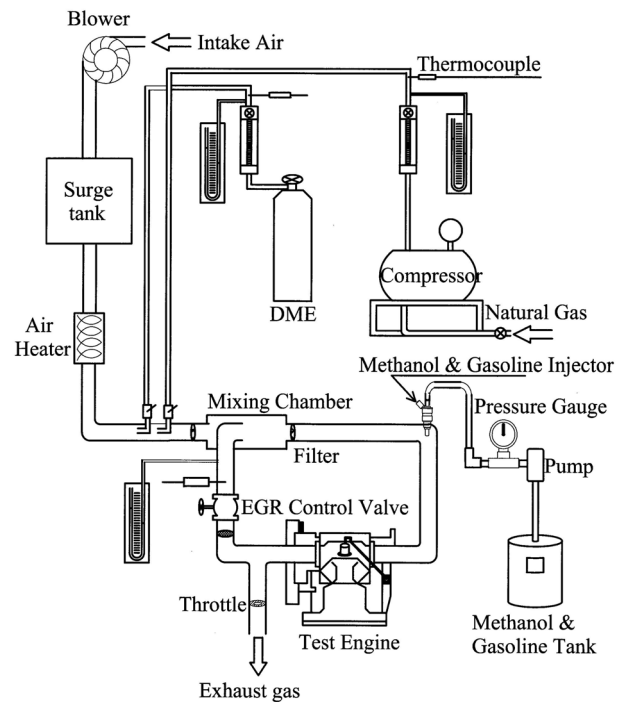 Blower
Intake Air
Thermocouple
Surge
tank
Compressor
DME
Natural Gas
Air
Heater
Methanol & Gasoline Injector
Mixing Chamber
Pressure Gauge
Filter
Pump
EGR Control Valve
Throttle
Test Engine
Methanol &
Gasoline Tank
Exhaust gas